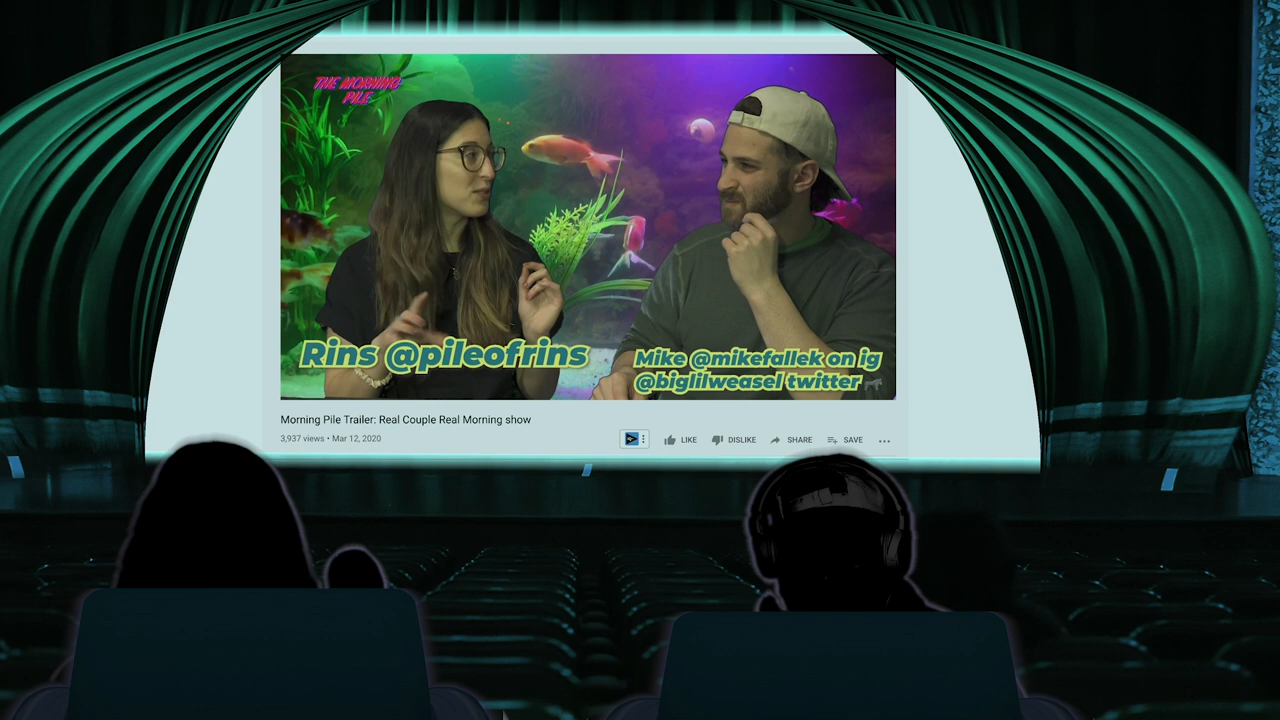 THE MORNING
PILE
Rins @pileofrins
Mike @mikefallek on ig
@biglilweasel twitter
Morning Pile Trailer: Real Couple Real Morning show
3,937 views • Mar 12, 2020
LIKE DISLIKE SHARE SAVE